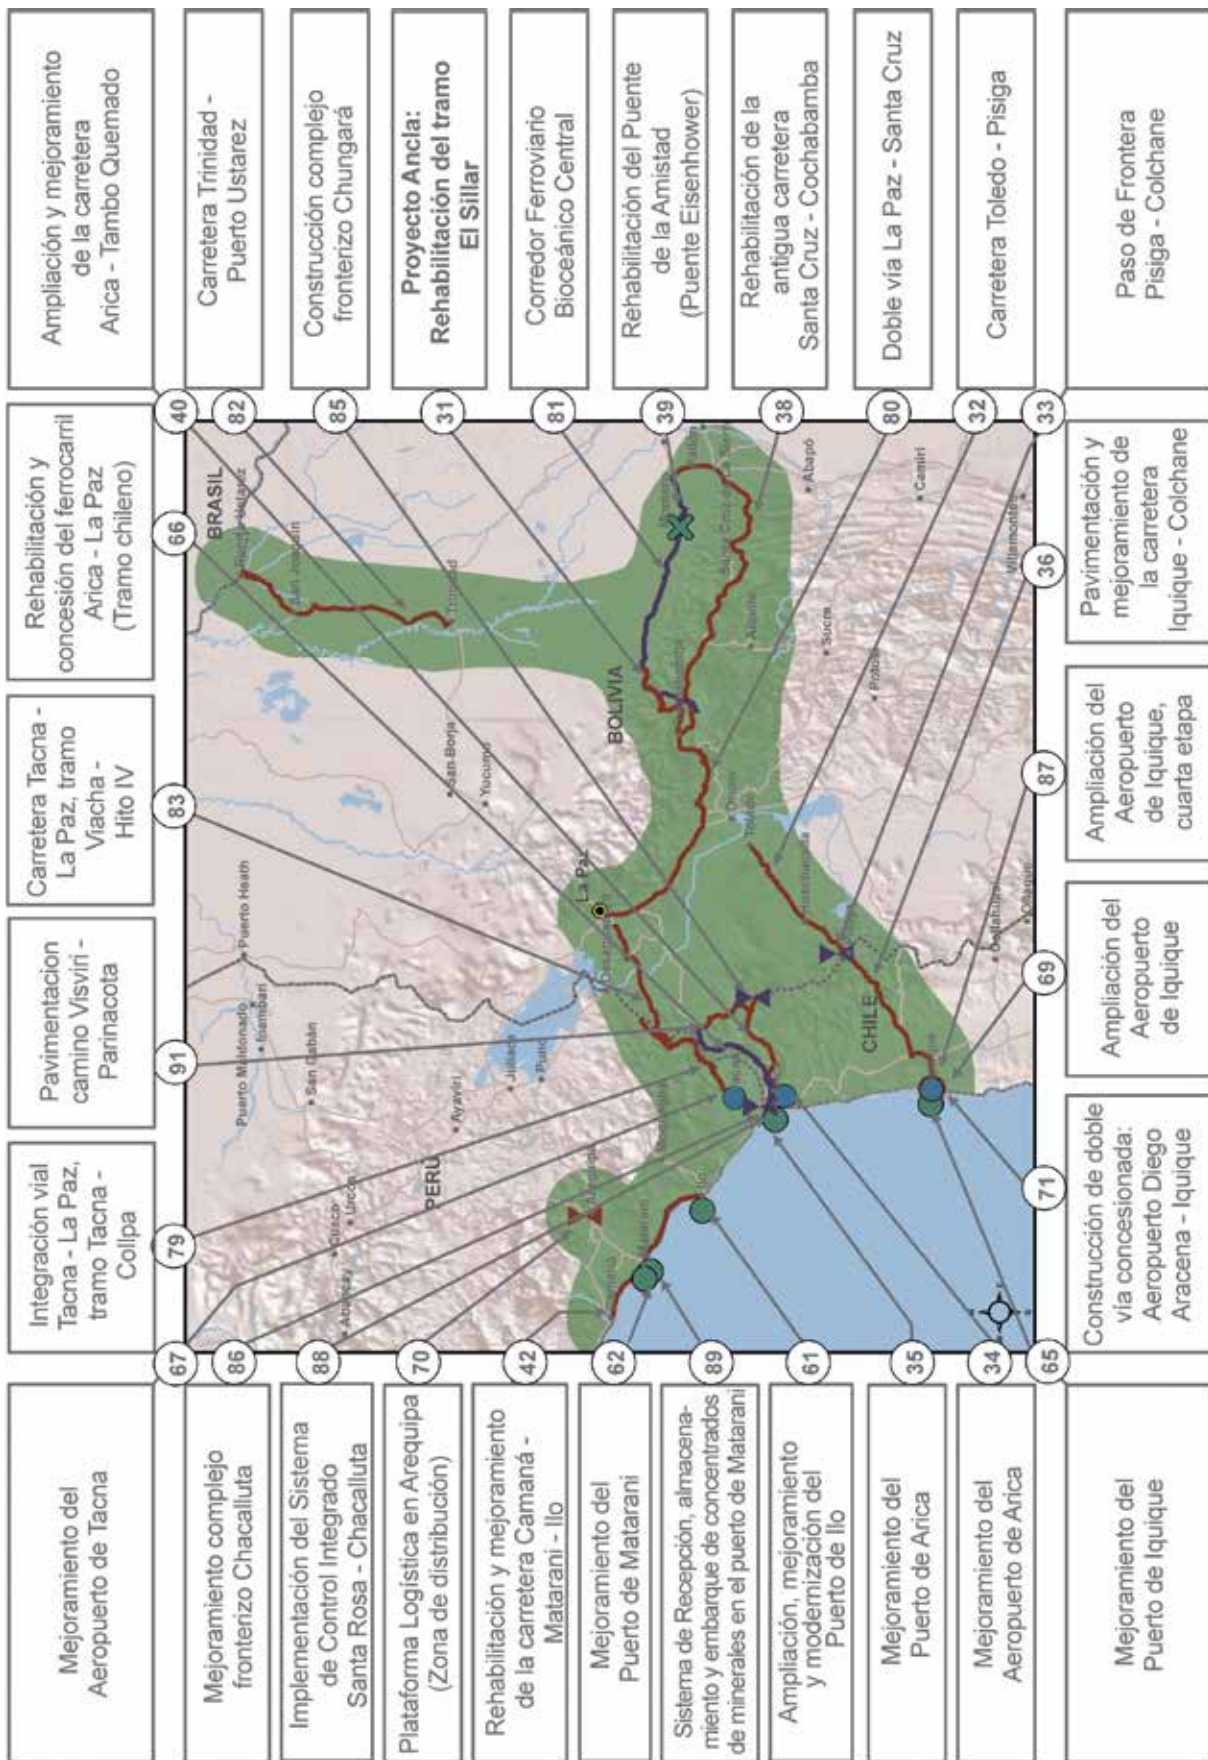 Mejoramiento del
Aeropuerto de Tacna
Integración vial
Tacna - La Paz,
tramo Tacna -
Collpa
Pavimentacion
camino Visviri -
Parinacota
Carretera Tacna -
La Paz, tramo
Viacha -
Hito IV
Rehabilitación y
concesión del ferrocarril
Arica - La Paz
(Tramo chileno)
Ampliación y mejoramiento
de la carretera
Arica - Tambo Quemado
67
79
91
83
66
40
Mejoramiento complejo
fronterizo Chacalluta
86
Implementación del Sistema
de Control Integrado
Santa Rosa - Chacalluta
88
Plataforma Logística en Arequipa
(Zona de distribución)
70
Rehabilitación y mejoramiento
de la carretera Camaná -
Matarani - Ilo
42
Mejoramiento del
Puerto de Matarani
62
Sistema de Recepción, almacena-
miento y embarque de concentrados
de minerales en el puerto de Matarani
89
Ampliación, mejoramiento
y modernización del
Puerto de Ilo
61
Mejoramiento del
Puerto de Arica
35
Mejoramiento del
Aeropuerto de Arica
34
BRASIL
Puerto Maldonado
Puerto Heath
Inambari
San Gabán
Cusco
Urcos
Abancay
PERÚ
Ayaviri
Juliaca
Puno
San Borja
Yucumo
San Joaquín
Trinidad
La Paz
BOLIVIA
Matarani
Aiquile
Oruro
Toledo
Sucre
Potosí
Abapó
Camiri
Villamontes
CHILE
Ollague
82
Carretera Trinidad -
Puerto Ustarez
85
Construcción complejo
fronterizo Chungará
31
Proyecto Ancla:
Rehabilitación del tramo
El Sillar
81
Corredor Ferroviario
Bioceánico Central
39
Rehabilitación del Puente
de la Amistad
(Puente Eisenhower)
38
Rehabilitación de la
antigua carretera
Santa Cruz - Cochabamba
80
Doble vía La Paz - Santa Cruz
32
Carretera Toledo - Pisiga
65
71
69
87
36
33
Mejoramiento del
Puerto de Iquique
Construcción de doble
vía concesionada:
Aeropuerto Diego
Aracena - Iquique
Ampliación del
Aeropuerto
de Iquique
Ampliación del
Aeropuerto
de Iquique,
cuarta etapa
Pavimentación y
mejoramiento de
la carretera
Iquique - Colchane
Paso de Frontera
Pisiga - Colchane